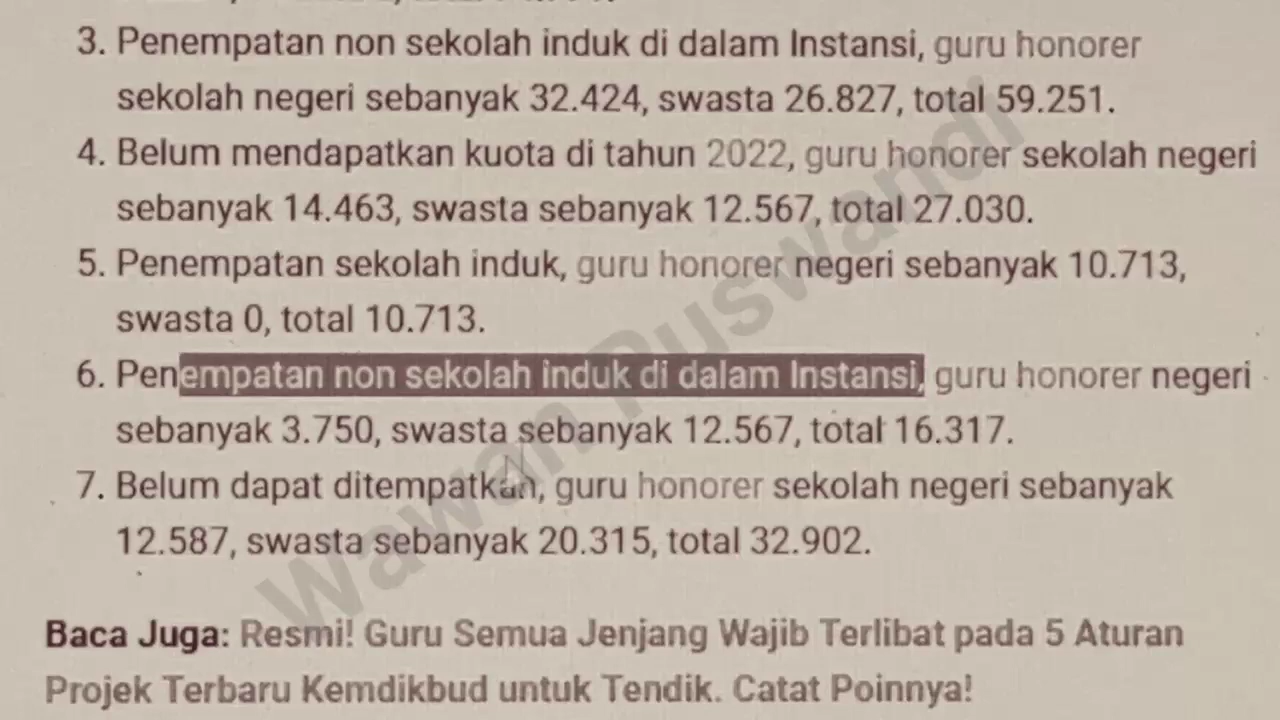 3. Penempatan non sekolah induk di dalam Instansi, guru honorer
sekolah negeri sebanyak 32.424, swasta 26.827, total 59.251.
4. Belum mendapatkan kuota di tahun 2022, guru honorer sekolah negeri
sebanyak 14.463, swasta sebanyak 12.567, total 27.030.
5. Penempatan sekolah induk, guru honorer negeri sebanyak 10.713,
swasta 0, total 10.713.
6. Penempatan non sekolah induk di dalam Instansi, guru honorer negeri
sebanyak 3.750, swasta sebanyak 12.567, total 16.317.
7. Belum dapat ditempatkan, guru honorer sekolah negeri sebanyak
12.587, swasta sebanyak 20.315, total 32.902.
Baca Juga: Resmi! Guru Semua Jenjang Wajib Terlibat pada 5 Aturan
Projek Terbaru Kemdikbud untuk Tendik. Catat Poinnya!
Wawan Puswandi